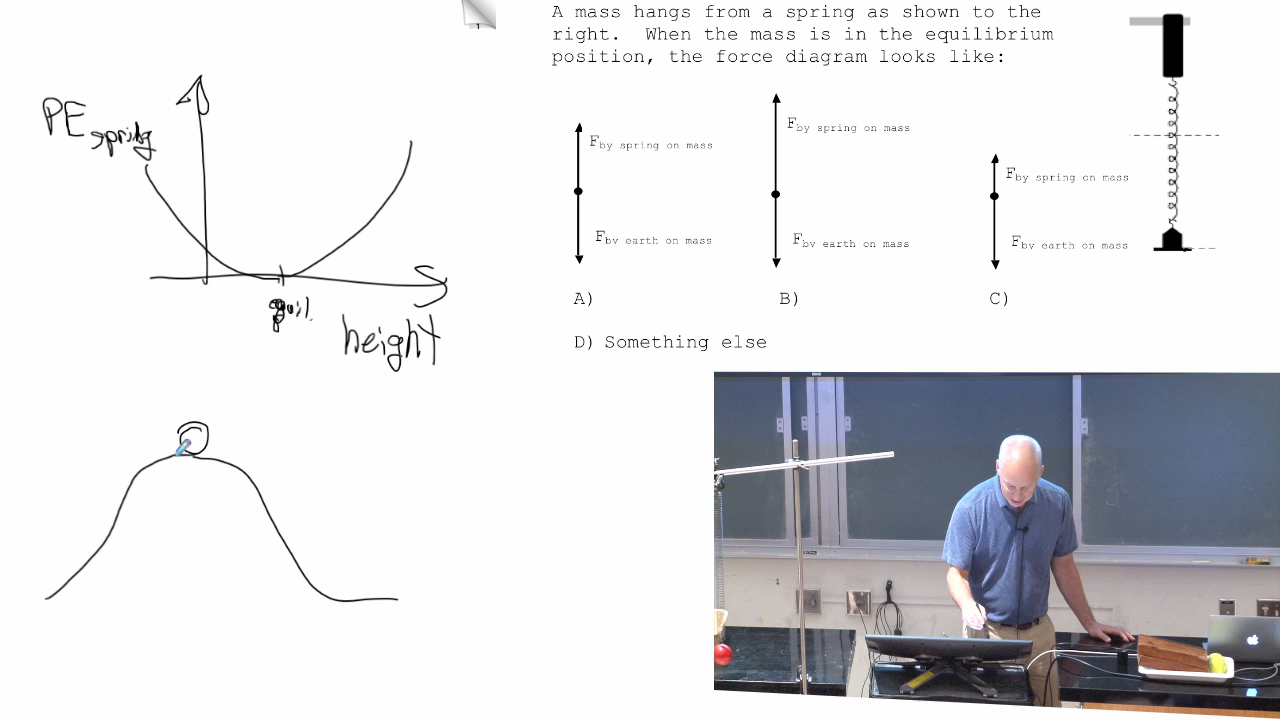 A mass hangs from a spring as shown to the
right. When the mass is in the equilibrium
position, the force diagram looks like:
PE spring
F by spring on mass
F by spring on mass
F by spring on mass
F by earth on mass
F by earth on mass
F by earth on mass
A)
B)
C)
equil.
height
D) Something else